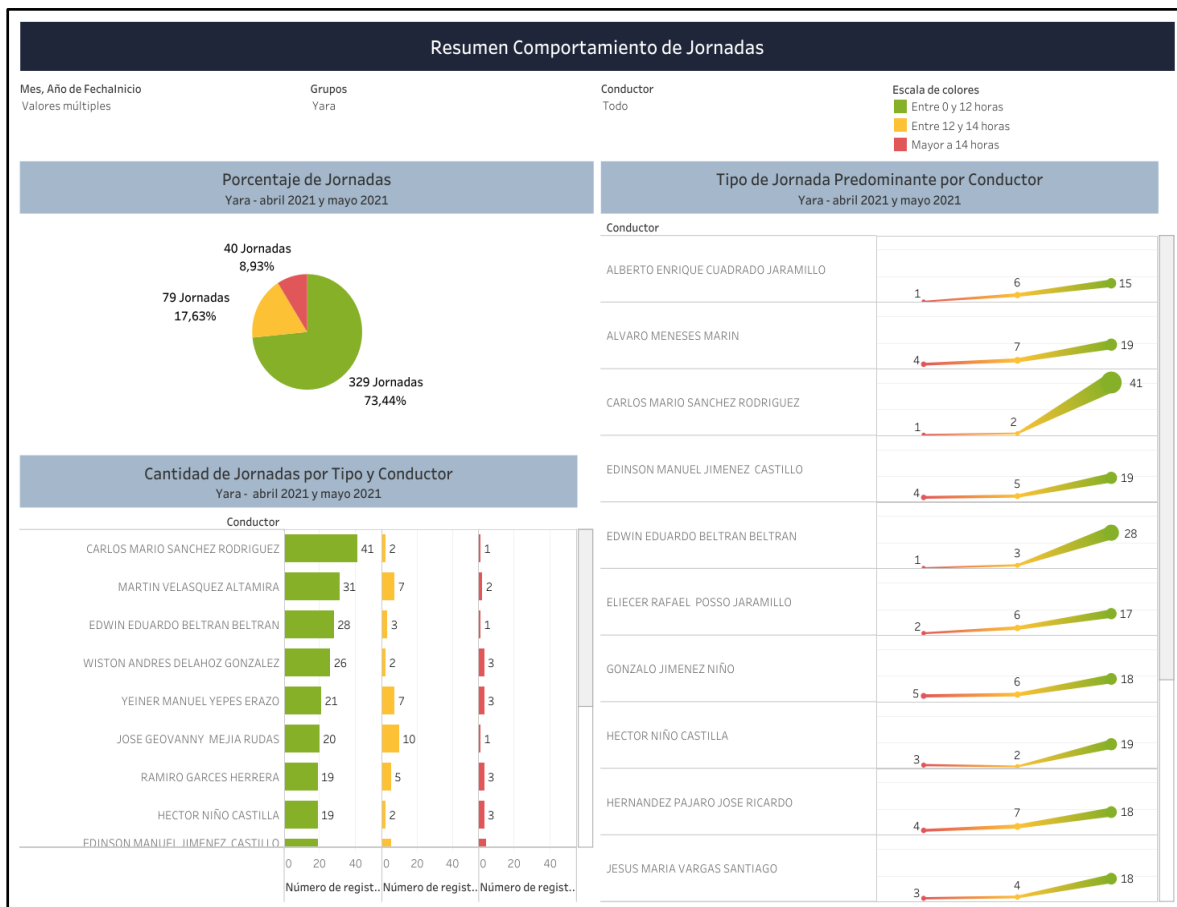 Resumen Comportamiento de Jornadas
Mes, Año de FechaInicio
Valores múltiples
Grupos
Yara
Conductor
Todo
Escala de colores
Entre 0 y 12 horas
Entre 12 y 14 horas
Mayor a 14 horas
Porcentaje de Jornadas
Yara - abril 2021 y mayo 2021
40 Jornadas
8,93%
79 Jornadas
17,63%
329 Jornadas
73,44%
Cantidad de Jornadas por Tipo y Conductor
Yara -  abril 2021 y mayo 2021
Conductor
CARLOS MARIO SANCHEZ RODRIGUEZ 41 2 1
MARTIN VELASQUEZ ALTAMIRA 31 7 2
EDWIN EDUARDO BELTRAN BELTRAN 28 3 1
WISTON ANDRES DELAHOZ GONZALEZ 26 2 3
YEINER MANUEL YEPES ERAZO 21 7 3
JOSE GEOVANNY  MEJIA RUDAS 20 10 1
RAMIRO GARCES HERRERA 19 5 3
HECTOR NIÑO CASTILLA 19 2 3
EDINSON MANUEL JIMENEZ  CASTILLO
0 20 40 0 20 40 0 20 40
Número de regist.. Número de regist.. Número de regist..
Tipo de Jornada Predominante por Conductor
Yara - abril 2021 y mayo 2021
Conductor
ALBERTO ENRIQUE CUADRADO JARAMILLO 1 6 15
ALVARO MENESES MARIN 4 7 19
CARLOS MARIO SANCHEZ RODRIGUEZ 1 2 41
EDINSON MANUEL JIMENEZ  CASTILLO 4 5 19
EDWIN EDUARDO BELTRAN BELTRAN 1 3 28
ELIECER RAFAEL  POSSO JARAMILLO 2 6 17
GONZALO JIMENEZ NIÑO 5 6 18
HECTOR NIÑO CASTILLA 3 2 19
HERNANDEZ PAJARO JOSE RICARDO 4 7 18
JESUS MARIA VARGAS SANTIAGO 3 4 18